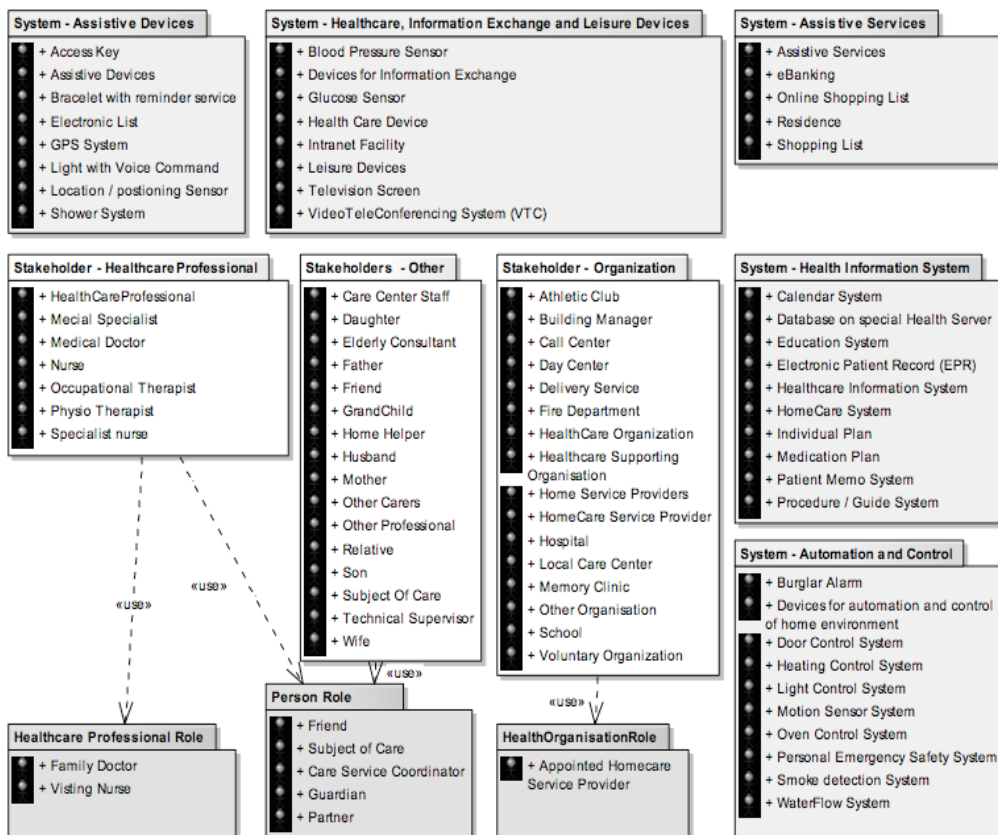 System - Assistive Devices
+ Access Key
+ Assistive Devices
+ Bracelet with reminder service
+ Electronic List
+ GPS System
+ Light with Voice Command
+ Location / postioning Sensor
+ Shower System
System - Healthcare, Information Exchange and Leisure Devices
+ Blood Pressure Sensor
+ Devices for Information Exchange
+ Glucose Sensor
+ Health Care Device
+ Intranet Facility
+ Leisure Devices
+ Television Screen
+ VideoTeleConferencing System (VTC)
System - Assistive Services
+ Assistive Services
+ eBanking
+ Online Shopping List
+ Residence
+ Shopping List
Stakeholder - Healthcare Professional
+ HealthCareProfessional
+ Mecial Specialist
+ Medical Doctor
+ Nurse
+ Occupational Therapist
+ Physio Therapist
+ Specialist nurse
Stakeholders - Other
+ Care Center Staff
+ Daughter
+ Elderly Consultant
+ Father
+ Friend
+ GrandChild
+ Home Helper
+ Husband
+ Mother
+ Other Carers
+ Other Professional
+ Relative
+ Son
+ Subject Of Care
+ Technical Supervisor
+ Wife
Stakeholder - Organization
+ Athletic Club
+ Building Manager
+ Call Center
+ Day Center
+ Delivery Service
+ Fire Department
+ HealthCare Organization
+ Healthcare Supporting
Organisation
+ Home Service Providers
+ HomeCare Service Provider
+ Hospital
+ Local Care Center
+ Memory Clinic
+ Other Organisation
+ School
+ Voluntary Organization
System - Health Information System
+ Calendar System
+ Database on special Health Server
+ Education System
+ Electronic Patient Record (EPR)
+ Healthcare Information System
+ HomeCare System
+ Individual Plan
+ Medication Plan
+ Patient Memo System
+ Procedure / Guide System
System - Automation and Control
+ Burglar Alarm
+ Devices for automation and control
of home environment
+ Door Control System
+ Heating Control System
+ Light Control System
+ Motion Sensor System
+ Oven Control System
+ Personal Emergency Safety System
+ Smoke detection System
+ WaterFlow System
«use»
«use»
«use»
«use»
Healthcare Professional Role
+ Family Doctor
+ Visting Nurse
Person Role
+ Friend
+ Subject of Care
+ Care Service Coordinator
+ Guardian
+ Partner
HealthOrganisationRole
+ Appointed Homecare
Service Provider